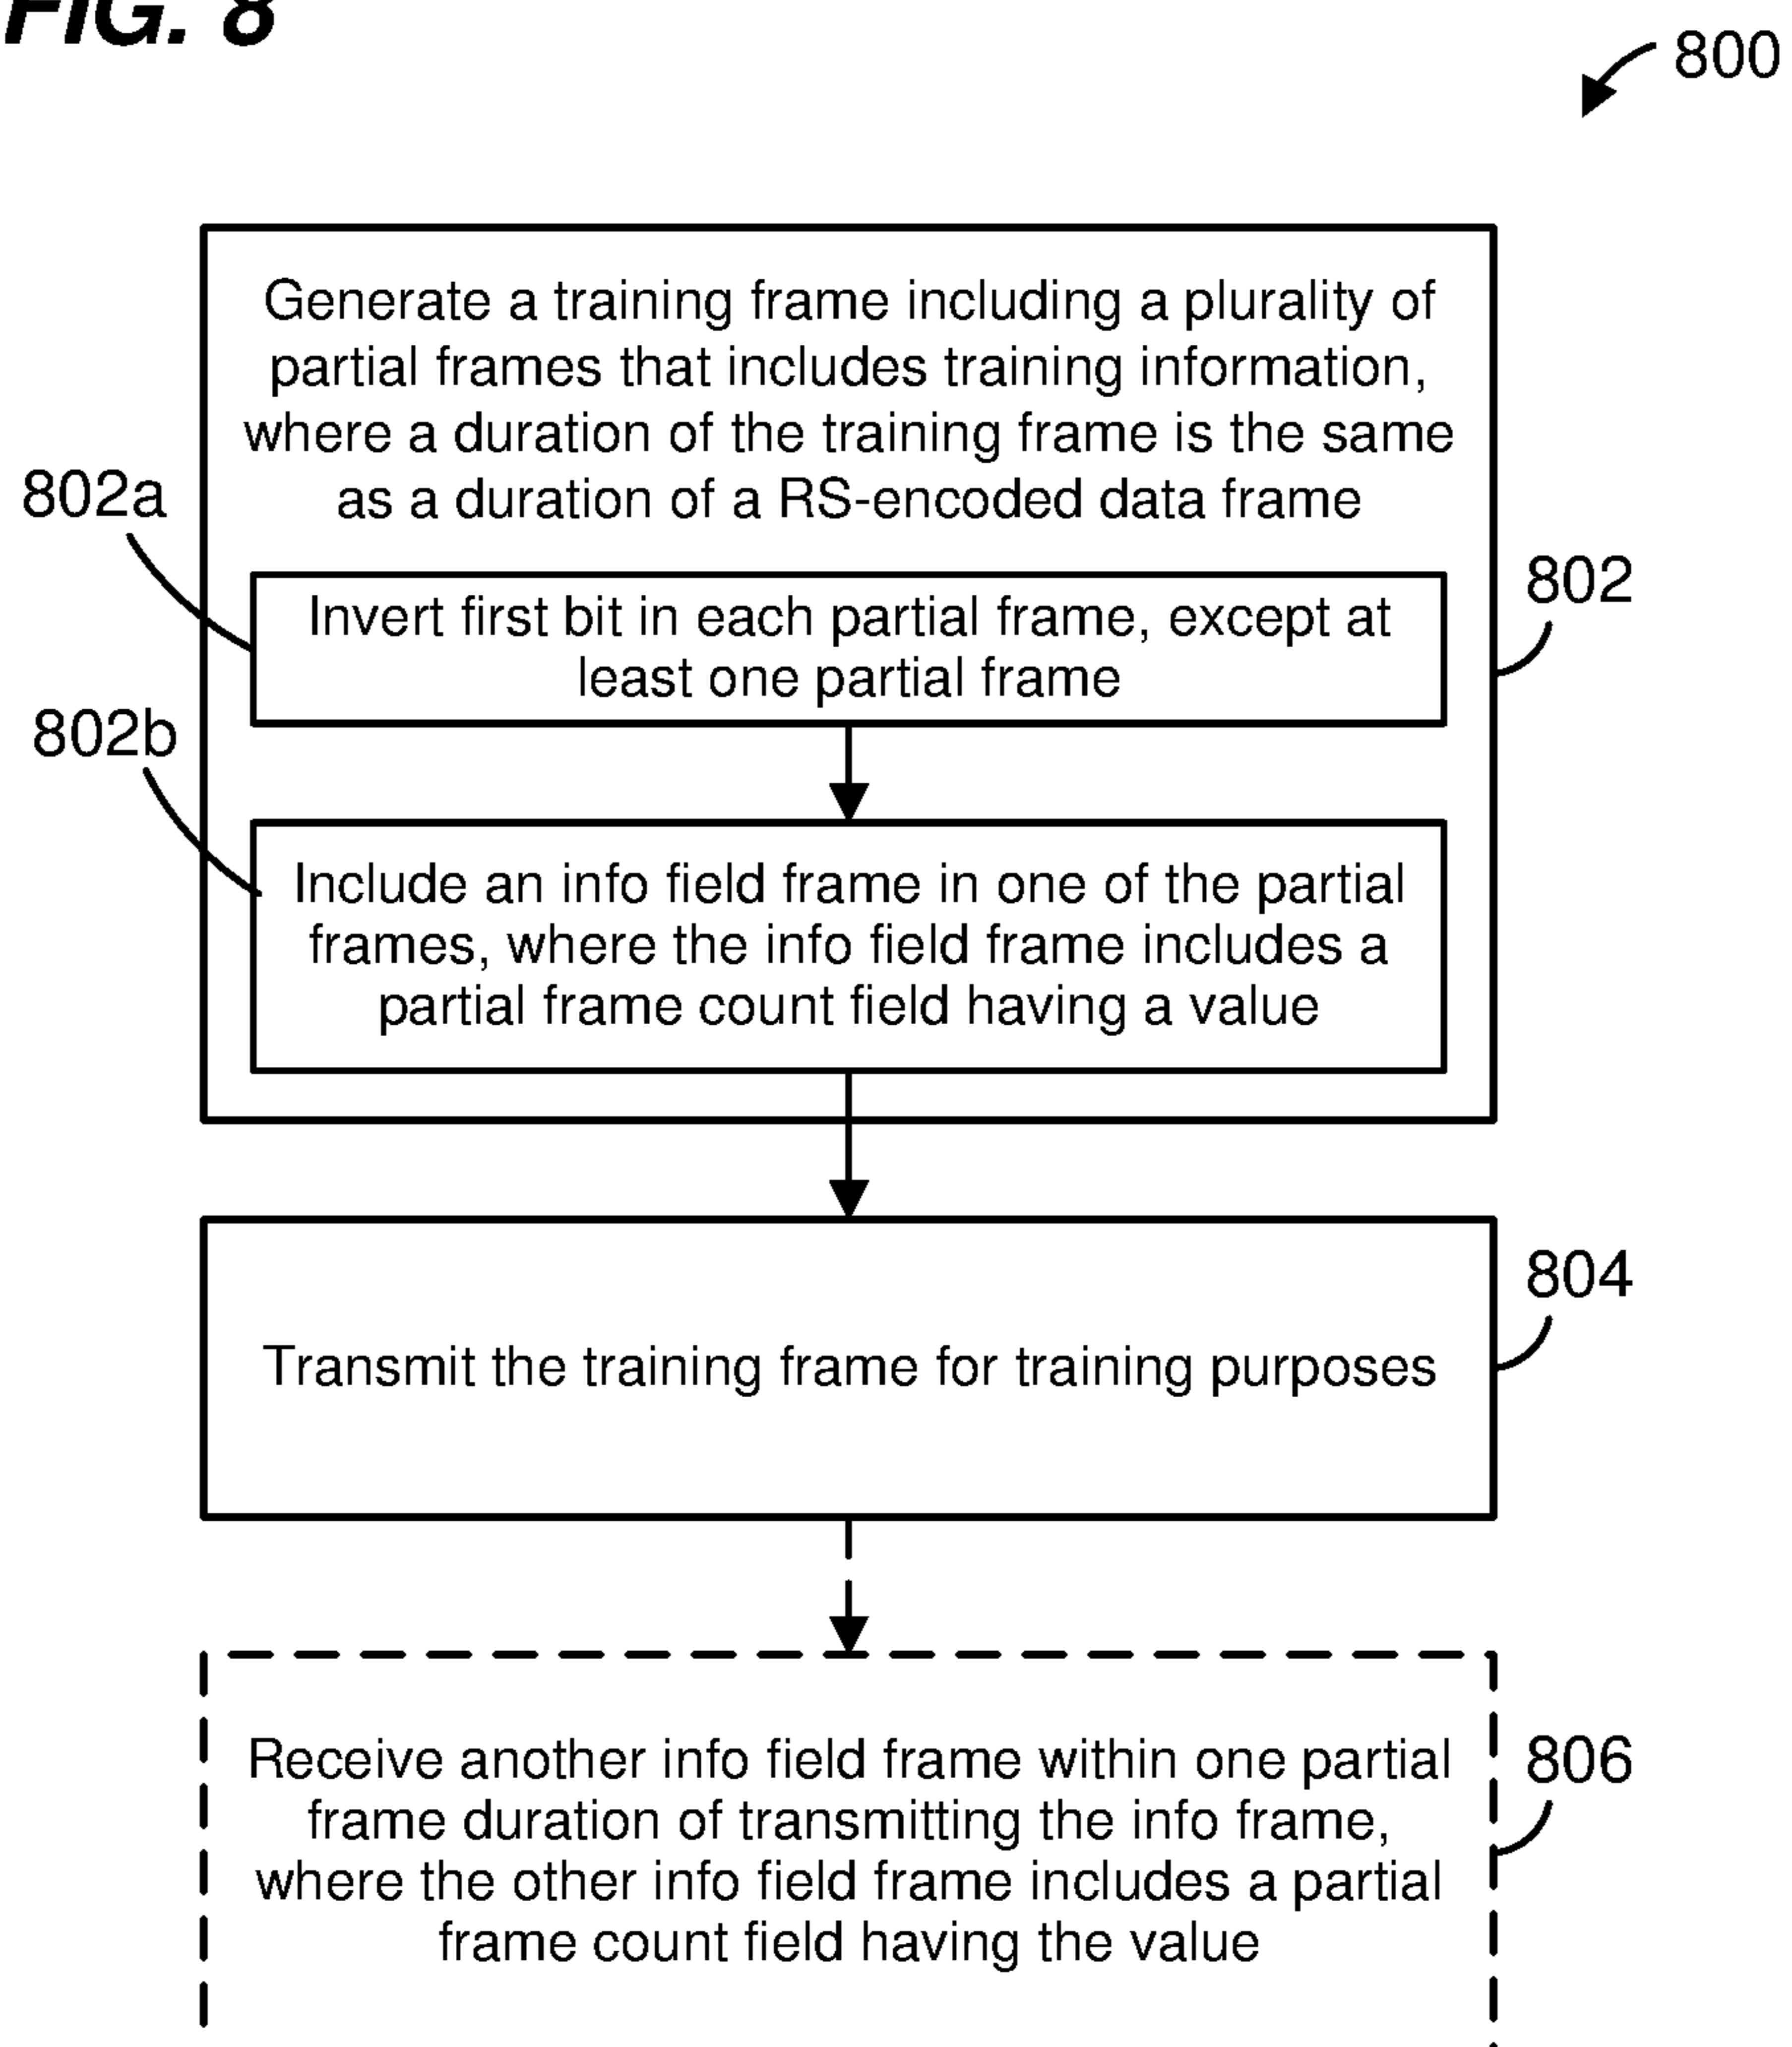 FIG. 8
800
Generate a training frame including a plurality of
partial frames that includes training information,
where a duration of the training frame is the same
as a duration of a RS-encoded data frame
802a
802
Invert first bit in each partial frame, except at
least one partial frame
802b
Include an info field frame in one of the partial
frames, where the info field frame includes a
partial frame count field having a value
804
Transmit the training frame for training purposes
806
Receive another info field frame within one partial
frame duration of transmitting the info frame,
where the other info field frame includes a partial
frame count field having the value